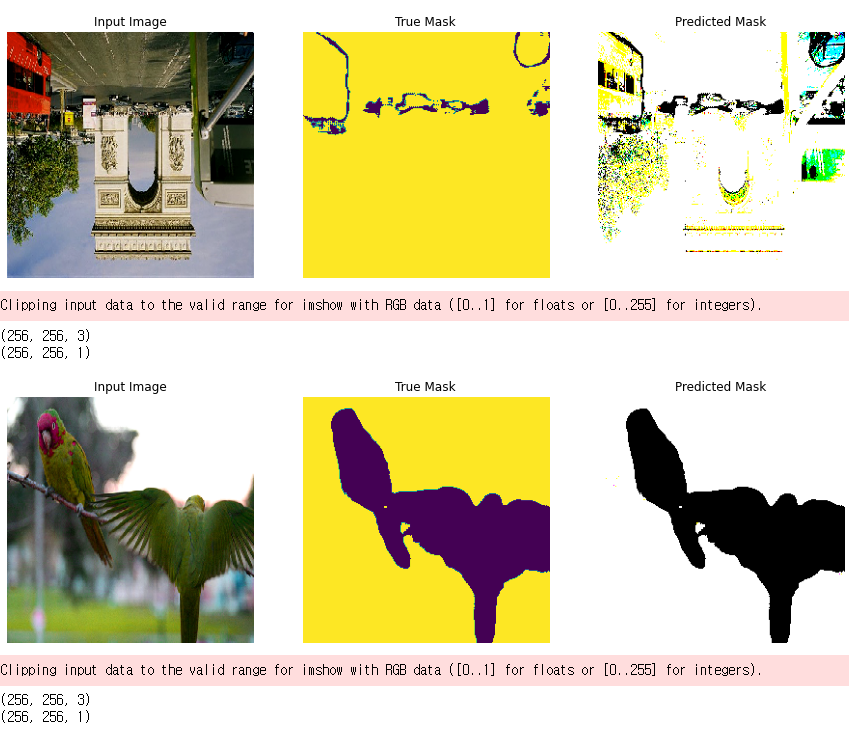 Input Image
True Mask
Predicted Mask
Clipping input data to the valid range for imshow with RGB data ([0..1] for floats or [0..255] for integers).
(256, 256, 3)
(256, 256, 1)
Input Image
True Mask
Predicted Mask
Clipping input data to the valid range for imshow with RGB data ([0..1] for floats or [0..255] for integers).
(256, 256, 3)
(256, 256, 1)